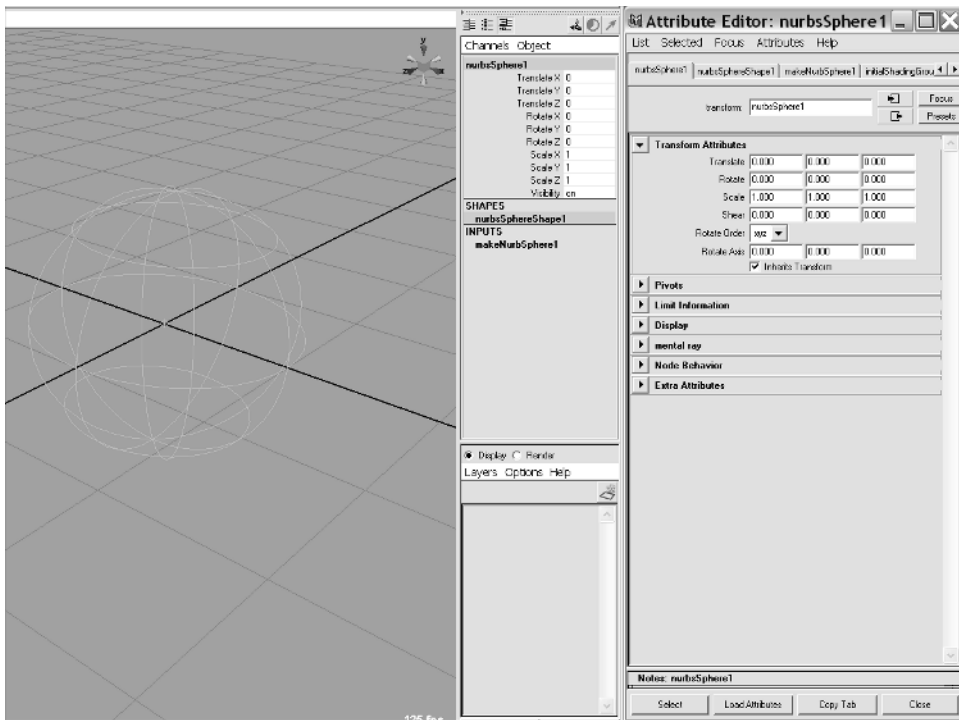 y
Channels Object
nurbsSphere1
Translate X 0
Translate Y 0
Translate Z 0
Rotate X 0
Rotate Y 0
Rotate Z 0
Scale X 1
Scale Y 1
Scale Z 1
Visibility on
SHAPES
nurbsSphereShape1
INPUTS
makeNurbSphere1
Display Render
Layers Options Help
Attribute Editor: nurbsSphere1
List Selected Focus Attributes Help
nurbsSphere1 nurbsSphereShape1 makeNurbSphere1 initialShadingGrou
transform: nurbsSphere1
Focus
Presets
Transform Attributes
Translate 0.000 0.000 0.000
Rotate 0.000 0.000 0.000
Scale 1.000 1.000 1.000
Shear 0.000 0.000 0.000
Rotate Order xyz
Rotate Axis 0.000 0.000 0.000
Inherits Transform
Pivots
Limit Information
Display
mental ray
Node Behavior
Extra Attributes
Notes: nurbsSphere1
Select Load Attributes Copy Tab Close